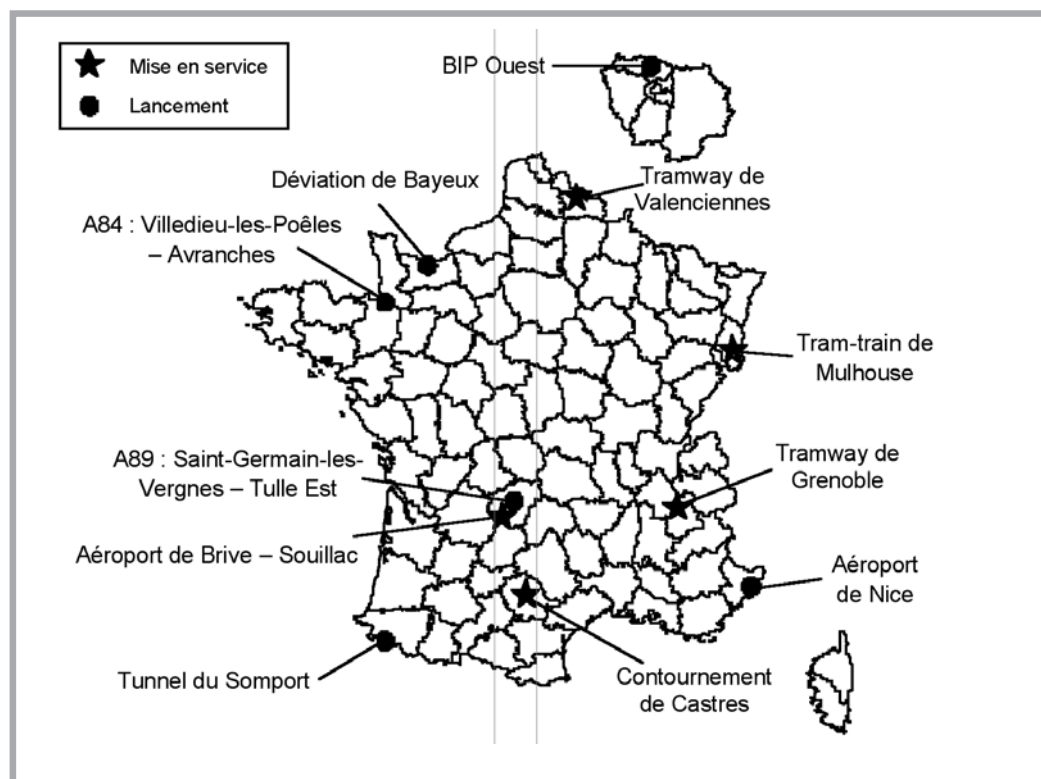 Mise en service
Lancement
BIP Ouest
Déviation de Bayeux
Tramway de
Valenciennes
A84 : Villedieu-les-Poêles
– Avranches
Tram-train de
Mulhouse
A89 : Saint-Germain-les-
Vergnes – Tulle Est
Tramway de
Grenoble
Aéroport de Brive – Souillac
Aéroport
de Nice
Tunnel du Somport
Contournement
de Castres